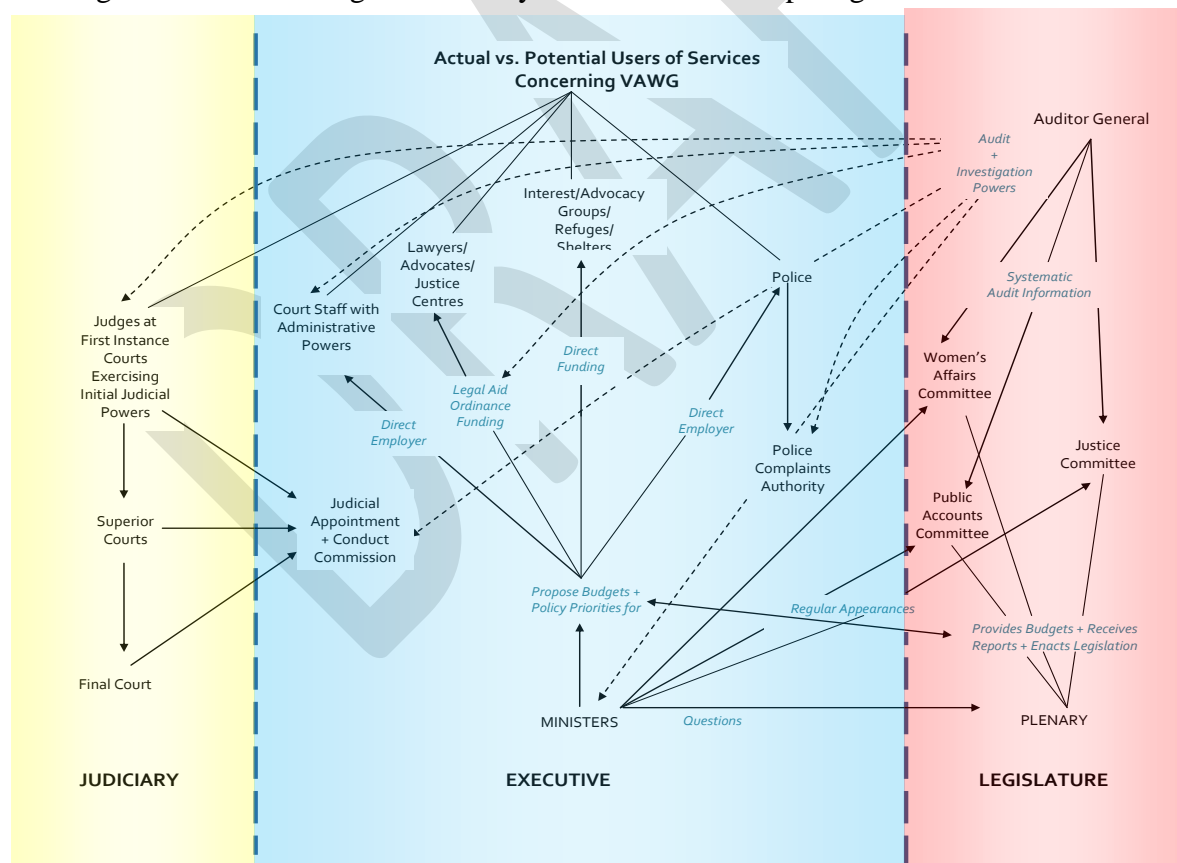 Actual vs. Potential Users of Services
Concerning VAWG
Auditor General
Audit
+
Investigation
Powers
Interest/Advocacy
Groups/
Refuges/
Shelters
Lawyers/
Advocates/
Justice
Centres
Police
Systematic
Audit Information
Court Staff with
Administrative
Powers
Judges at
First Instance
Courts
Exercising
Initial Judicial
Powers
Direct
Funding
Women's
Affairs
Committee
Legal Aid
Ordinance
Funding
Direct
Employer
Direct
Employer
Police
Complaints
Authority
Justice
Committee
Judicial
Appointment
+ Conduct
Commission
Public
Accounts
Committee
Superior
Courts
Propose Budgets +
Policy Priorities for
Regular Appearances
Provides Budgets + Receives
Reports + Enacts Legislation
Final Court
MINISTERS
Questions
PLENARY
JUDICIARY
EXECUTIVE
LEGISLATURE